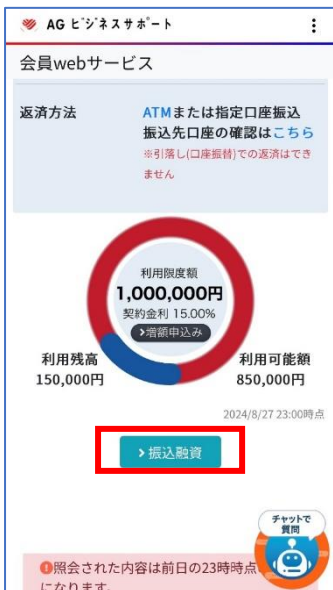 AG ビジネスサポート
会員webサービス
返済方法
ATMまたは指定口座振込
振込先口座の確認はこちら
※引落し(口座振替)での返済はでき
ません
利用限度額
1,000,000円
契約金利 15.00%
>増額申込み
利用残高
150,000円
利用可能額
850,000円
2024/8/27 23:00時点
>振込融資
チャットで
質問
照会された内容は前日の23時時点
になります。